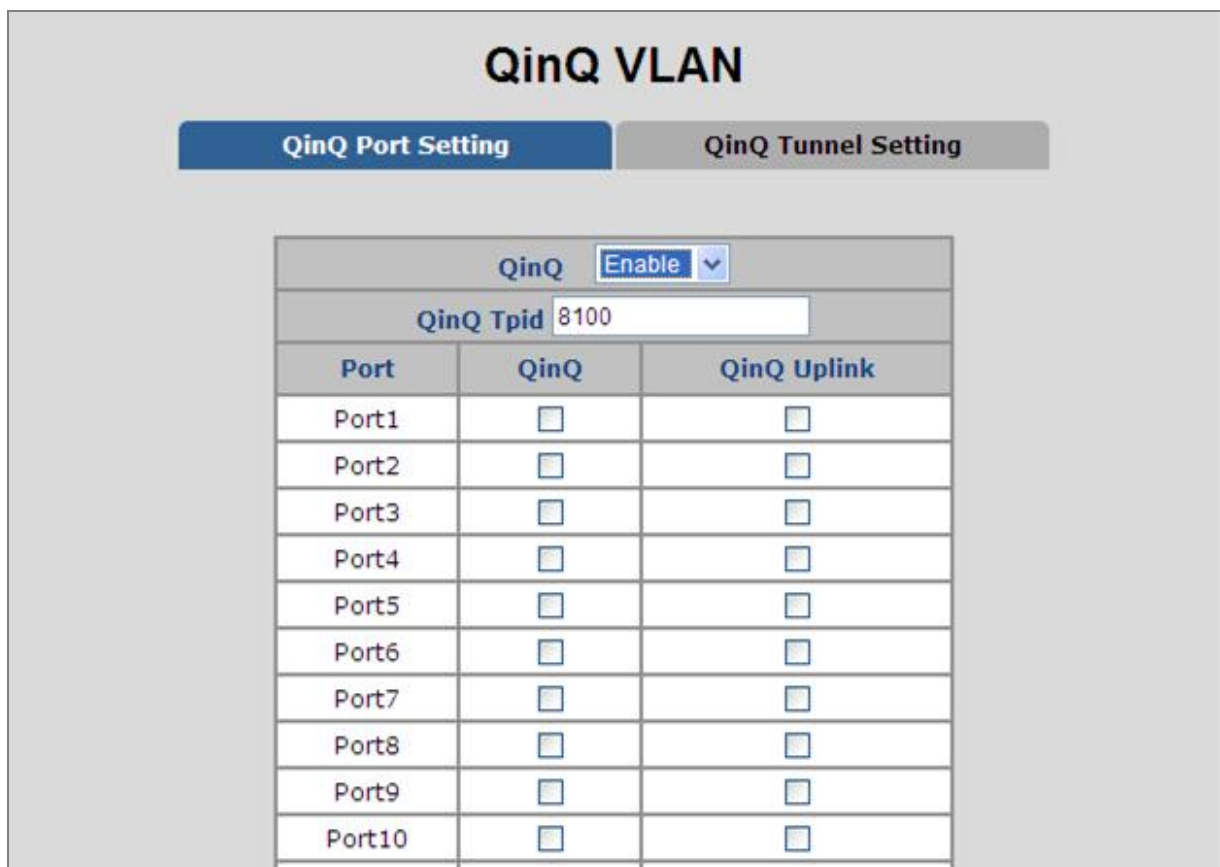 QinQ VLAN
QinQ Port Setting QinQ Tunnel Setting
QinQ Enable
QinQ Tpid 8100
Port QinQ QinQ Uplink
Port1
Port2
Port3
Port4
Port5
Port6
Port7
Port8
Port9
Port10